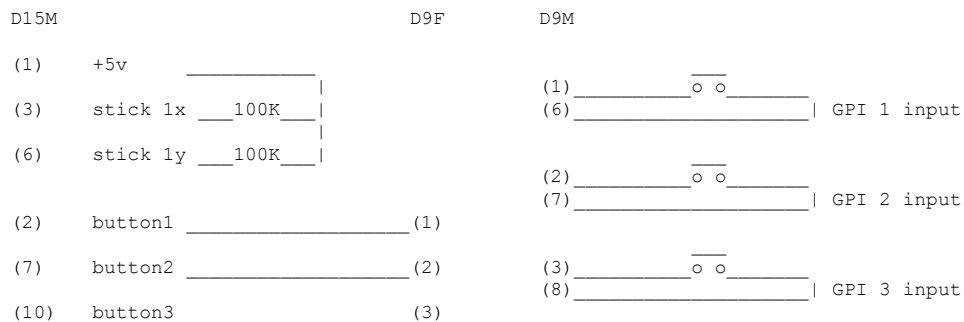 D15M D9F D9M
(1) +5v
(1)
(3) stick 1x 100K
(6) GPI 1 input
(6) stick 1y 100K
(2)
(7) GPI 2 input
(2) button1 (1)
(7) button2 (2)
(3)
(8) GPI 3 input
(10) button3 (3)